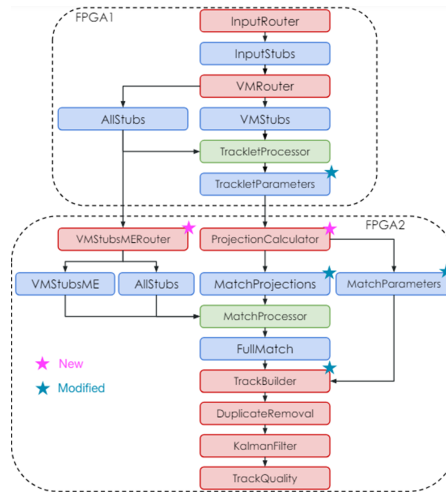 FPGA1
InputRouter
InputStubs
VMRouter
AllStubs
VMStubs
TrackletProcessor
TrackletParameters
FPGA2
VMStubsMERouter
ProjectionCalculator
VMStubsME
AllStubs
MatchProjections
MatchParameters
MatchProcessor
FullMatch
New
TrackBuilder
Modified
DuplicateRemoval
KalmanFilter
TrackQuality